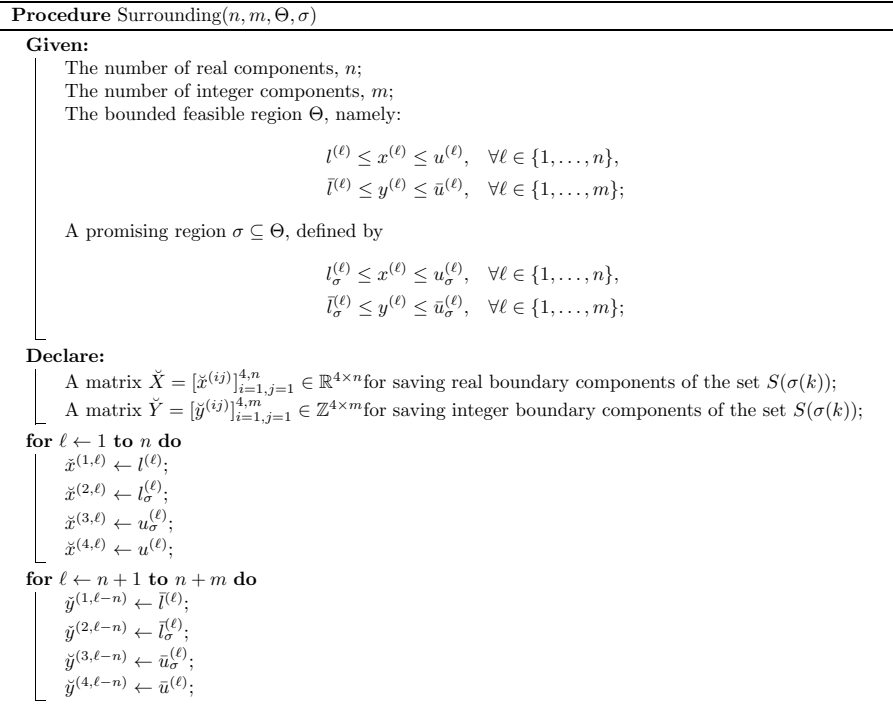 Procedure Surrounding(n, m, Θ, σ)
Given:
The number of real components, n;
The number of integer components, m;
The bounded feasible region Θ, namely:
l^{(ℓ)} ≤ x^{(ℓ)} ≤ u^{(ℓ)}, ∀ℓ ∈ {1, . . . , n},
l̄^{(ℓ)} ≤ y^{(ℓ)} ≤ ū^{(ℓ)}, ∀ℓ ∈ {1, . . . , m};
A promising region σ ⊆ Θ, defined by
l_σ^{(ℓ)} ≤ x^{(ℓ)} ≤ u_σ^{(ℓ)}, ∀ℓ ∈ {1, . . . , n},
l̄_σ^{(ℓ)} ≤ y^{(ℓ)} ≤ ū_σ^{(ℓ)}, ∀ℓ ∈ {1, . . . , m};
Declare:
A matrix X̆ = [x̆^{(ij)}]_{i=1,j=1}^{4,n} ∈ ℝ^{4×n}for saving real boundary components of the set S(σ(k));
A matrix Y̆ = [y̆^{(ij)}]_{i=1,j=1}^{4,m} ∈ ℤ^{4×m}for saving integer boundary components of the set S(σ(k));
for ℓ ← 1 to n do
x̆^{(1,ℓ)} ← l^{(ℓ)};
x̆^{(2,ℓ)} ← l_σ^{(ℓ)};
x̆^{(3,ℓ)} ← u_σ^{(ℓ)};
x̆^{(4,ℓ)} ← u^{(ℓ)};
for ℓ ← n + 1 to n + m do
y̆^{(1,ℓ−n)} ← l̄^{(ℓ)};
y̆^{(2,ℓ−n)} ← l̄_σ^{(ℓ)};
y̆^{(3,ℓ−n)} ← ū_σ^{(ℓ)};
y̆^{(4,ℓ−n)} ← ū^{(ℓ)};